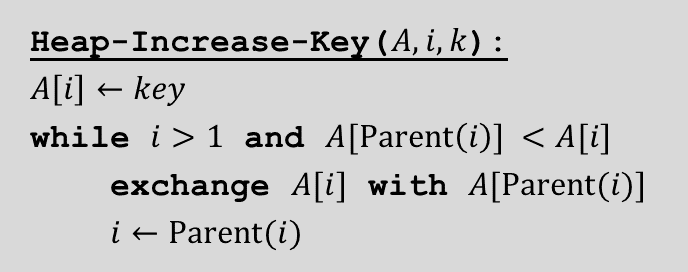 Heap-Increase-Key(A, i, k):
A[i] ← key
while i > 1 and A[Parent(i)] < A[i]
exchange A[i] with A[Parent(i)]
i ← Parent(i)